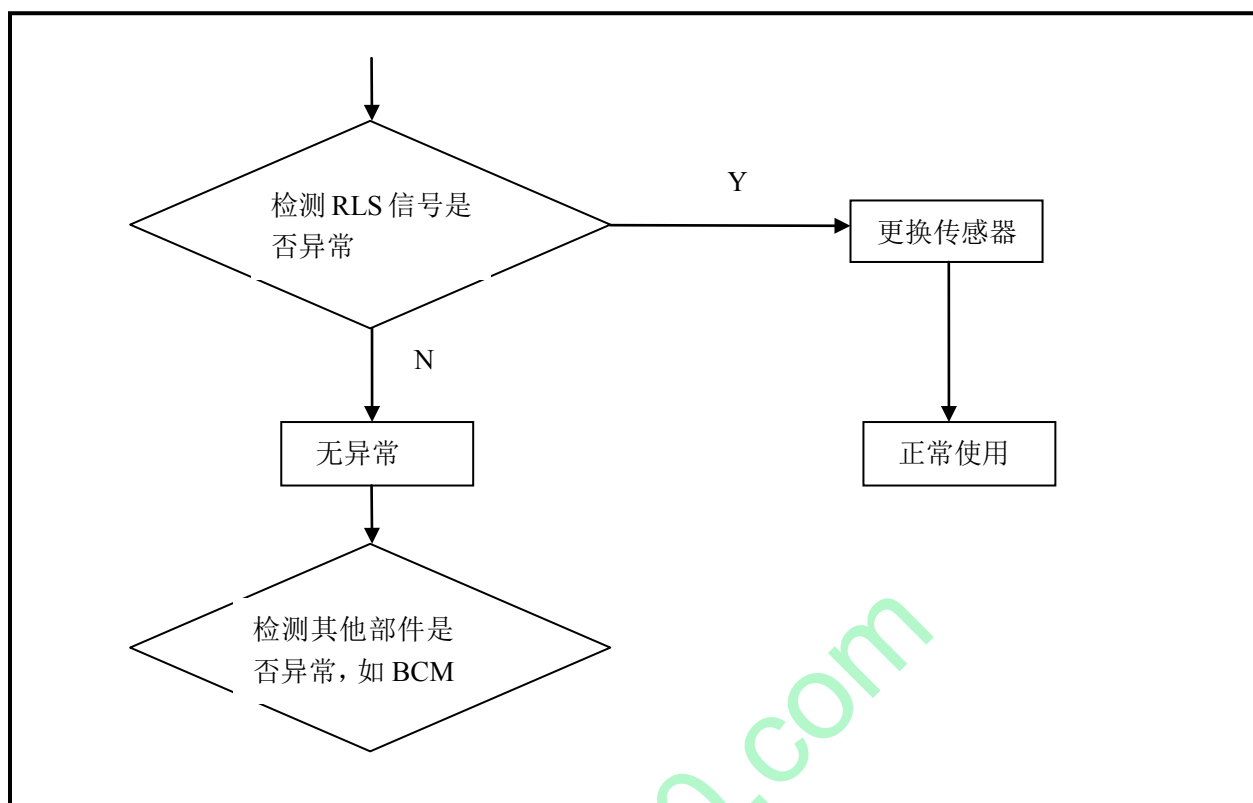 检测 RLS 信号是
否异常
Y
更换传感器
N
无异常
正常使用
检测其他部件是
否异常，如 BCM
.com